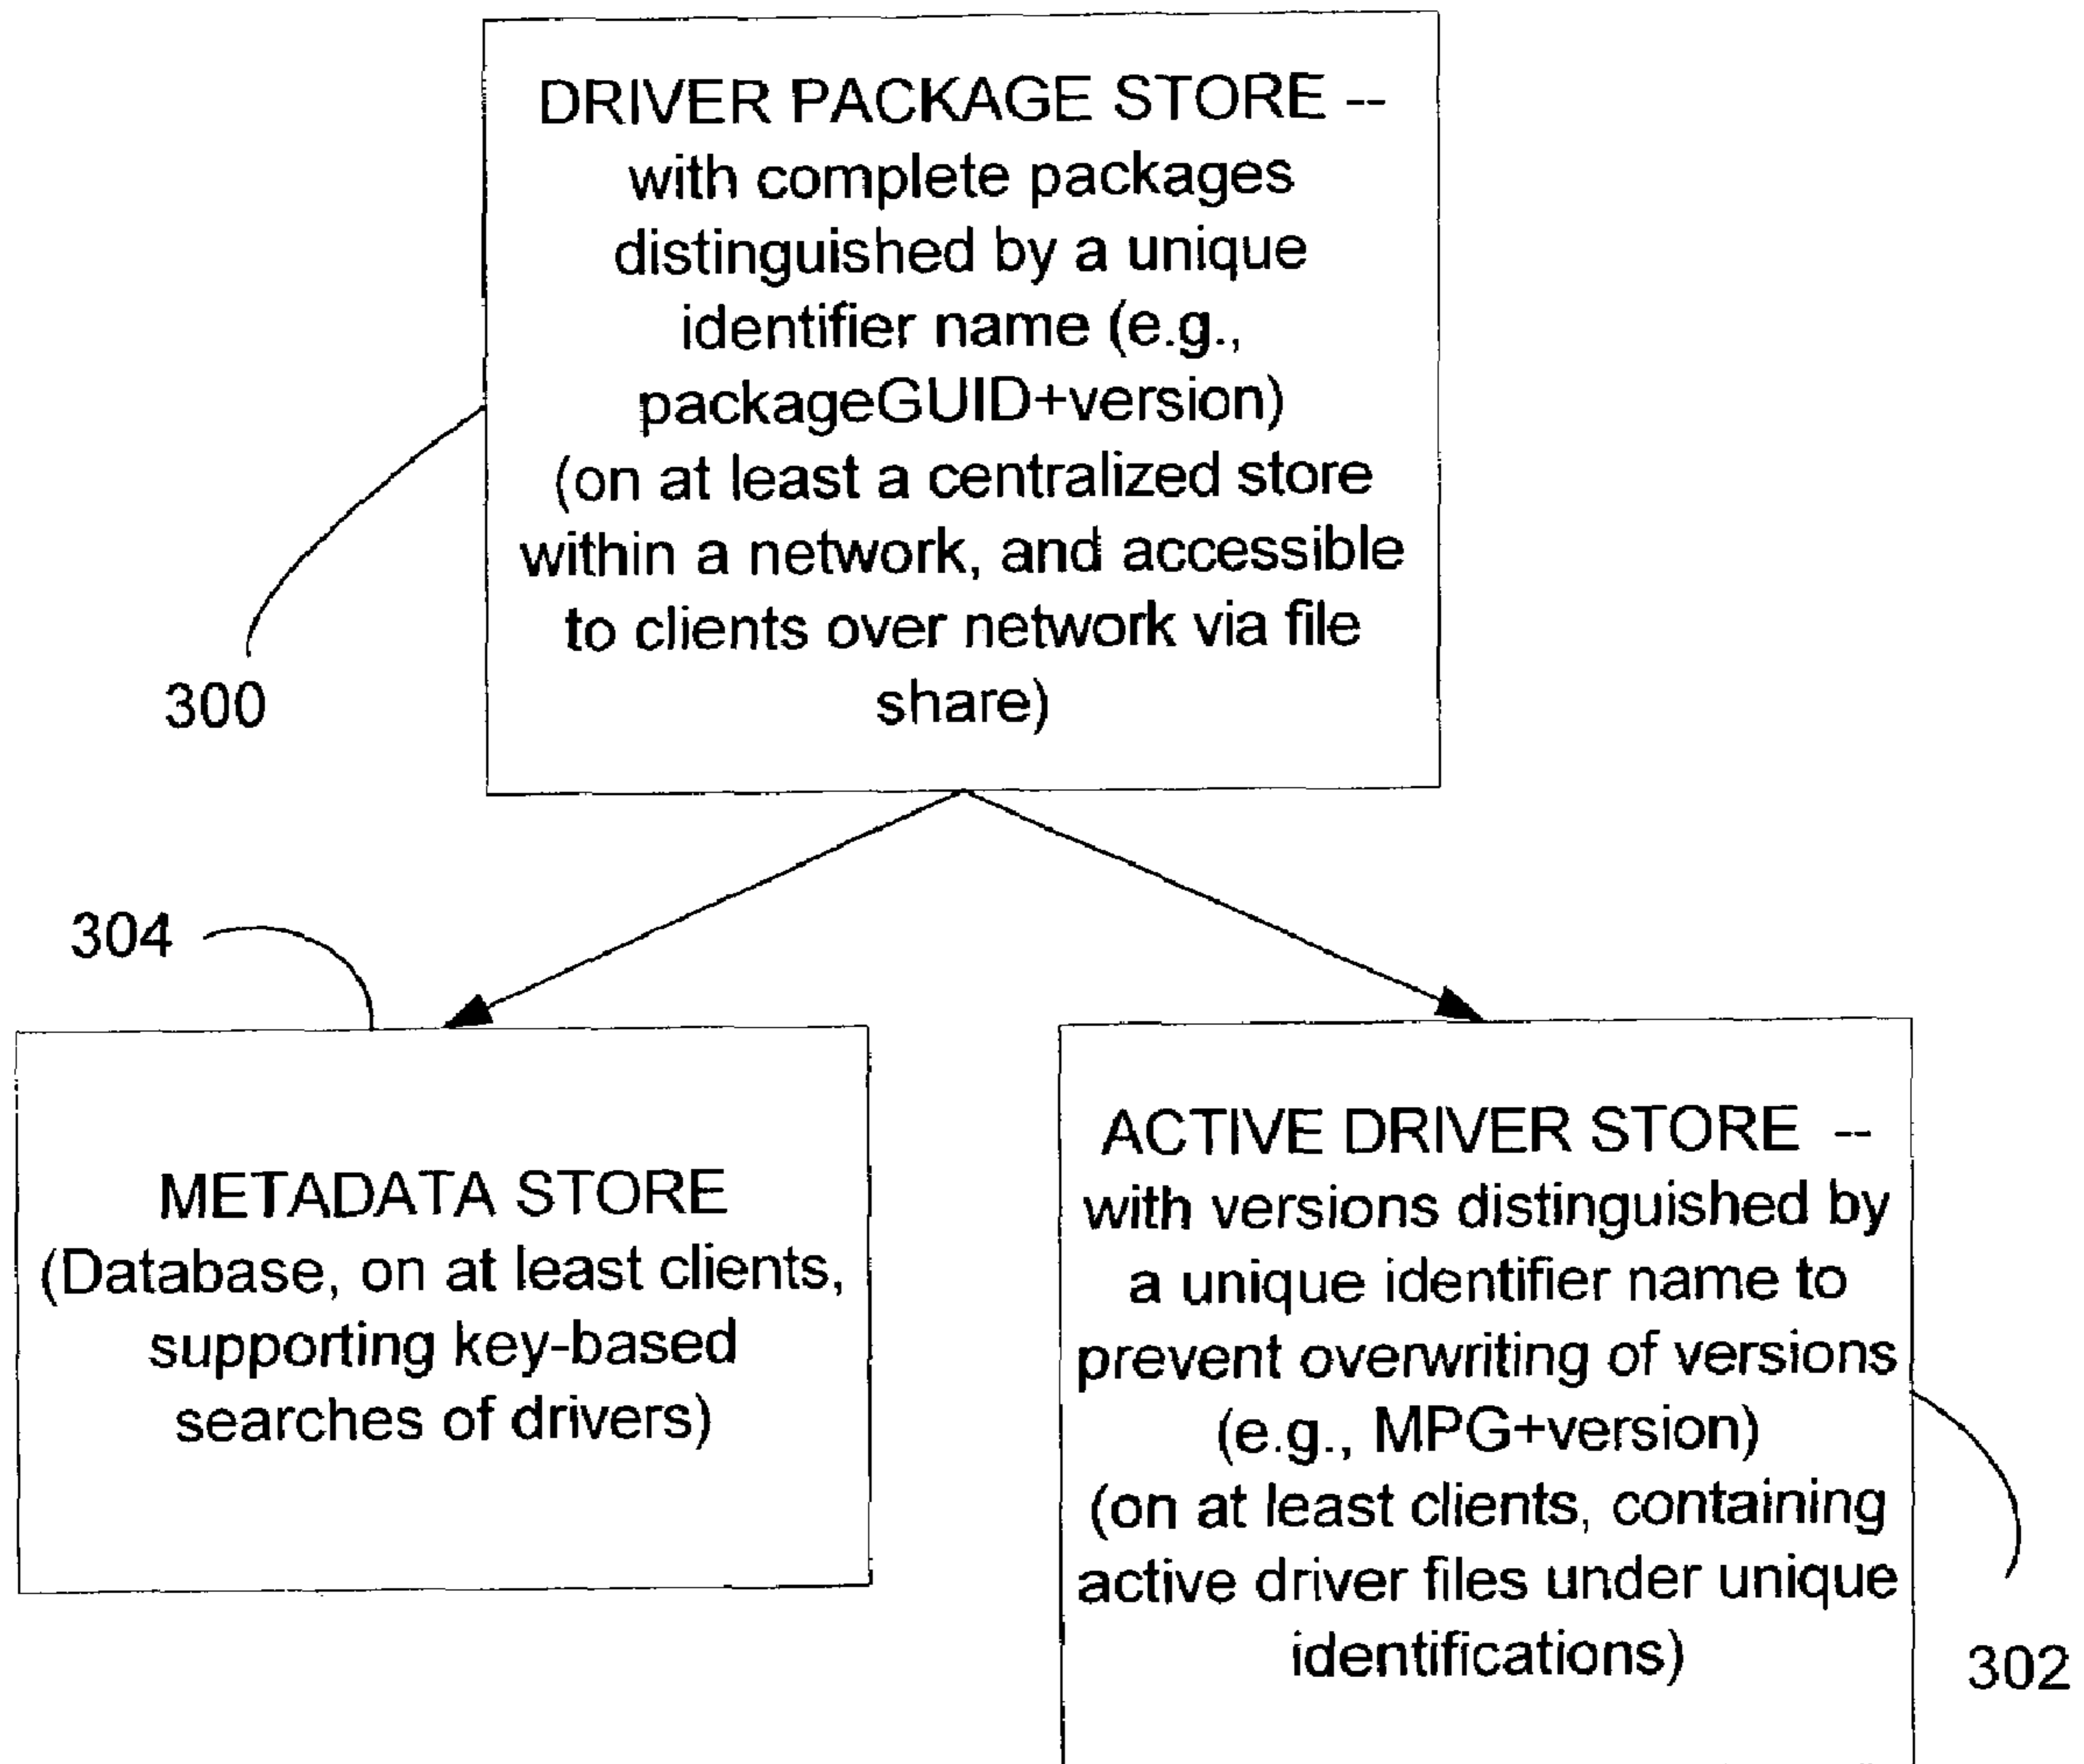 DRIVER PACKAGE STORE --
with complete packages
distinguished by a unique
identifier name (e.g.,
packageGUID+version)
(on at least a centralized store
within a network, and accessible
to clients over network via file
share)
300
304
METADATA STORE
(Database, on at least clients,
supporting key-based
searches of drivers)
ACTIVE DRIVER STORE --
with versions distinguished by
a unique identifier name to
prevent overwriting of versions
(e.g., MPG+version)
(on at least clients, containing
active driver files under unique
identifications)
302